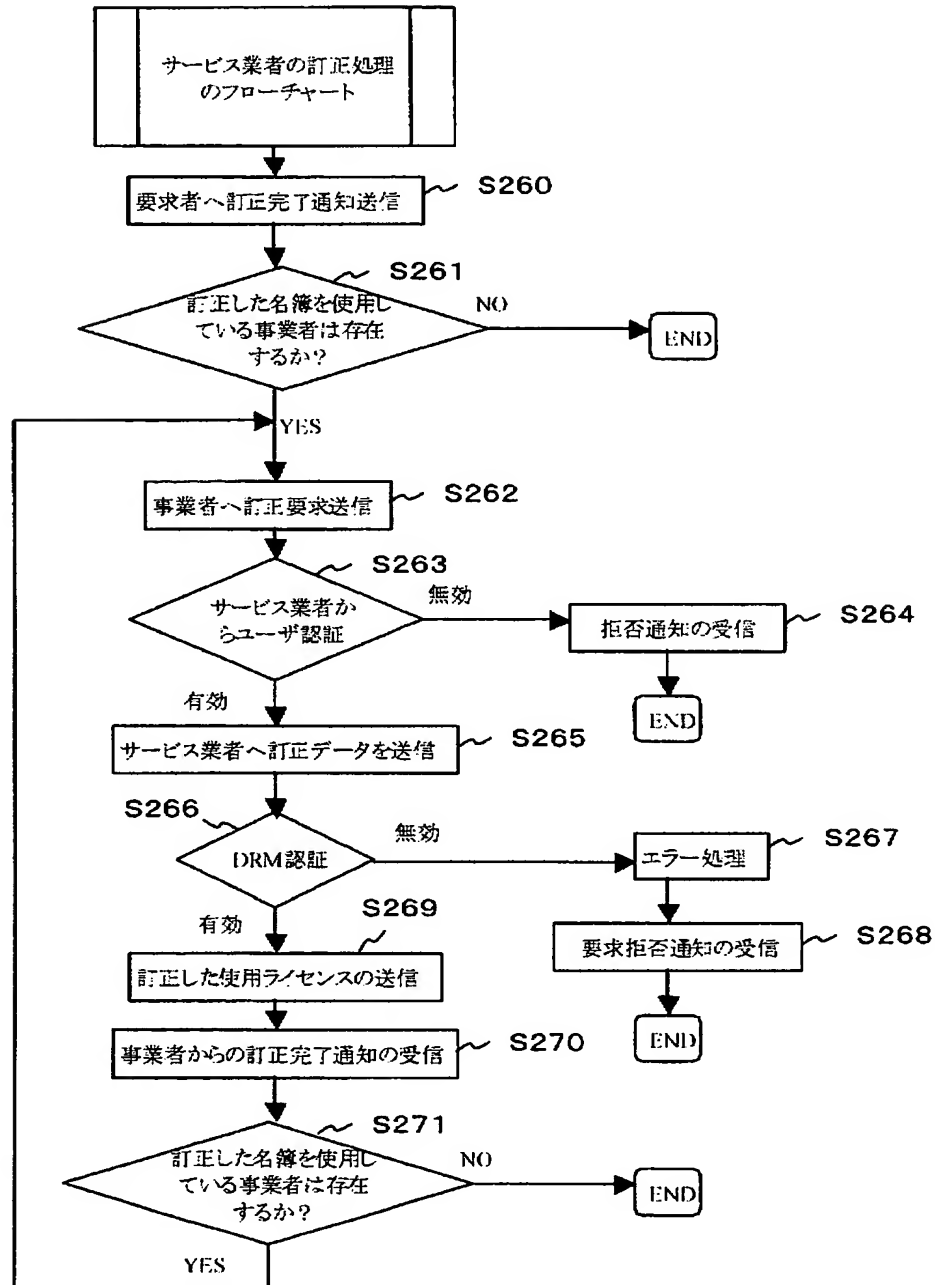 サービス業者の訂正処理
のフローチャート
S260
要求者へ訂正完了通知送信
S261
訂正した名簿を使用し
ている事業者は存在
するか？
NO
END
YES
S262
事業者へ訂正要求送信
S263
サービス業者か
らユーザ認証
無効
S264
拒否通知の受信
END
有効
S265
サービス業者へ訂正データを送信
S266
DRM認証
無効
S267
エラー処理
有効
S269
S268
要求拒否通知の受信
訂正した使用ライセンスの送信
END
S270
事業者からの訂正完了通知の受信
S271
訂正した名簿を使用し
ている事業者は存在
するか？
NO
END
YES